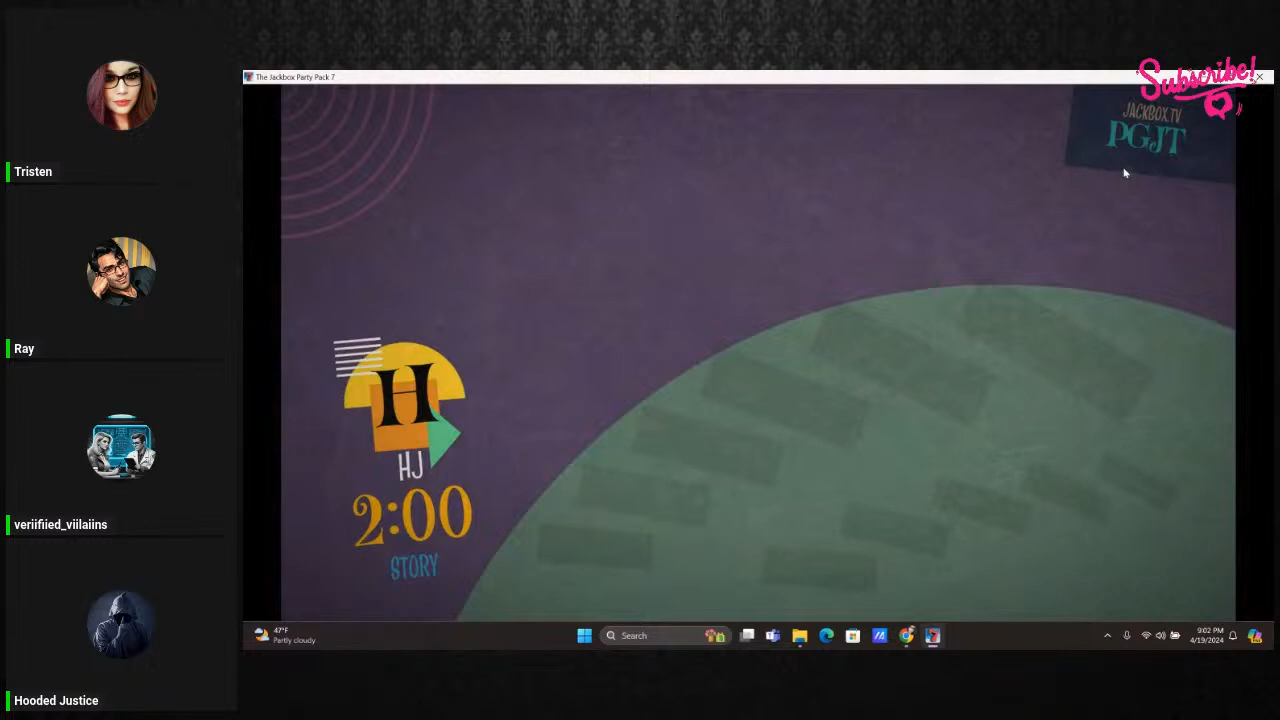 The Jackbox Party Pack 7
Subscribe!
JACKBOX.TV
PGJT
Tristen
Ray
H
HJ
2:00
STORY
veriifiied_viilaiins
Hooded Justice
47°F
Partly cloudy
Search
9:02 PM
4/19/2024